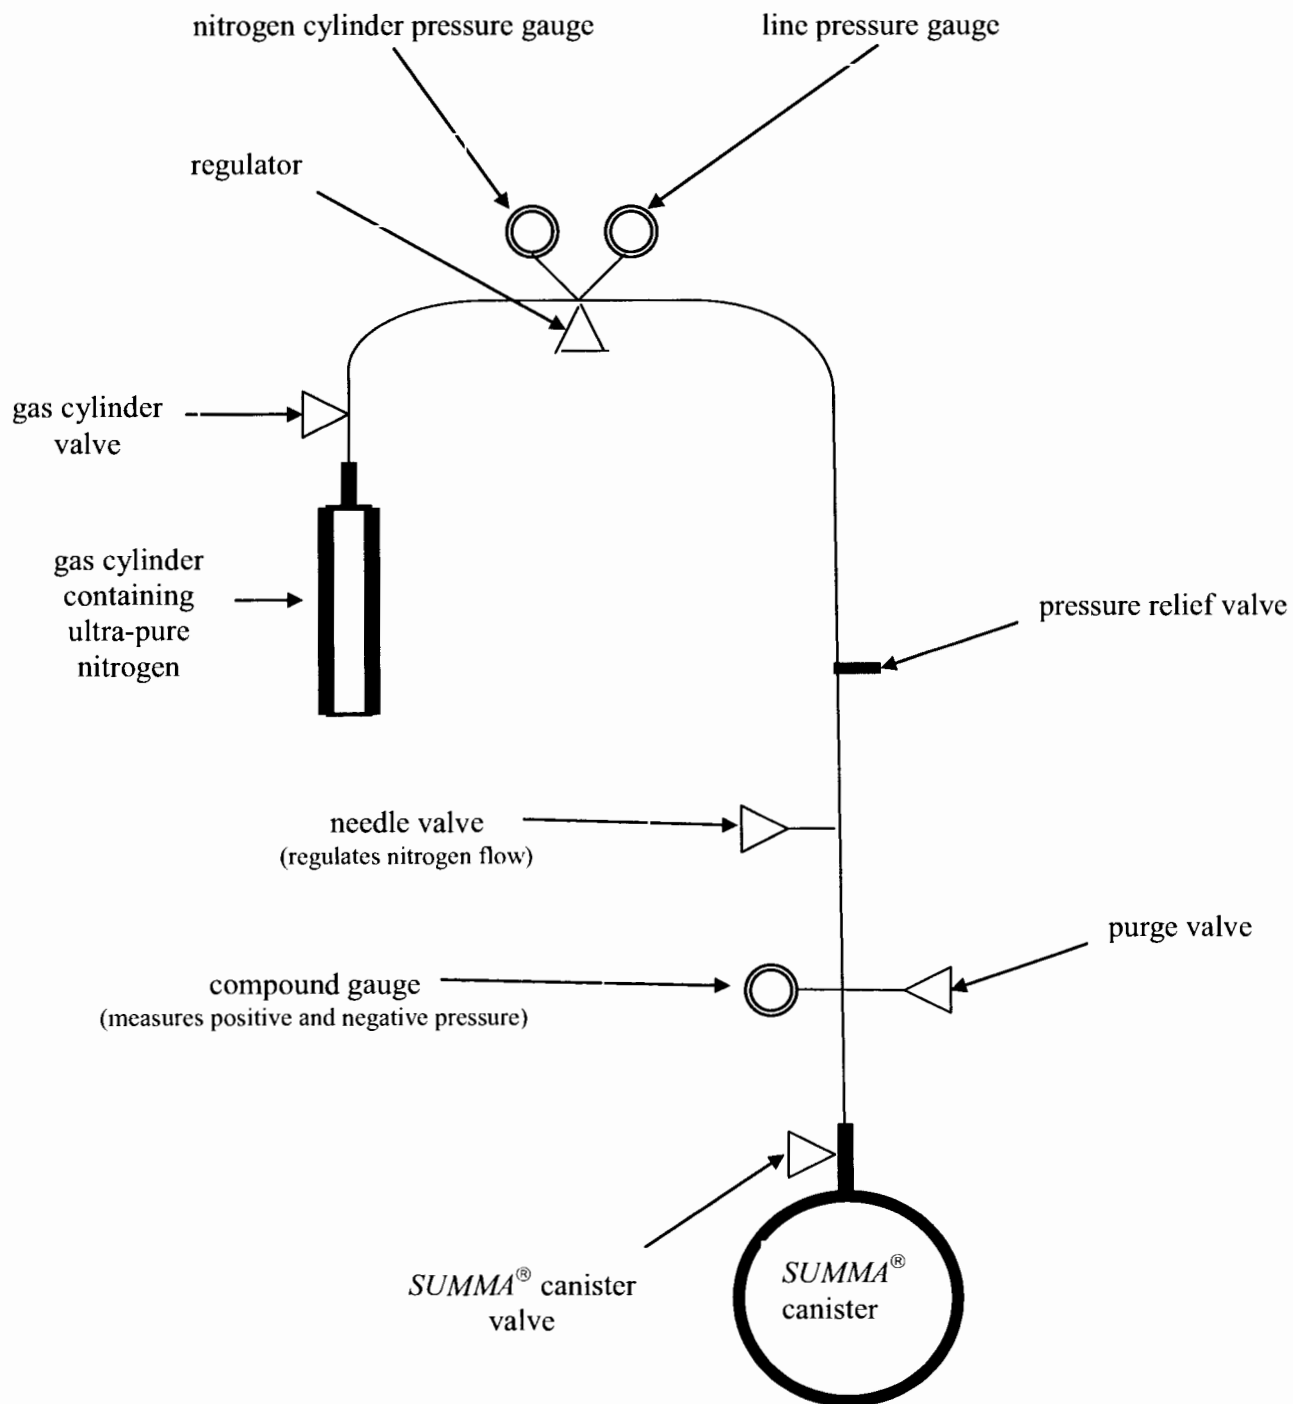 nitrogen cylinder pressure gauge
line pressure gauge
regulator
gas cylinder
valve
gas cylinder
containing
ultra-pure
nitrogen
pressure relief valve
needle valve
(regulates nitrogen flow)
purge valve
compound gauge
(measures positive and negative pressure)
SUMMA® canister
valve
SUMMA®
canister